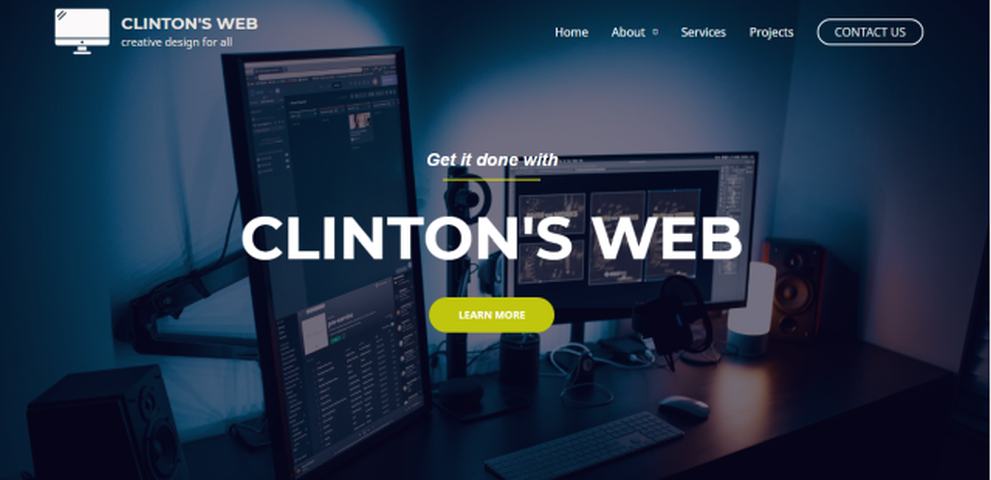 CLINTON'S WEB
creative design for all
Home About Services Projects CONTACT US
Get it done with
CLINTON'S WEB
LEARN MORE